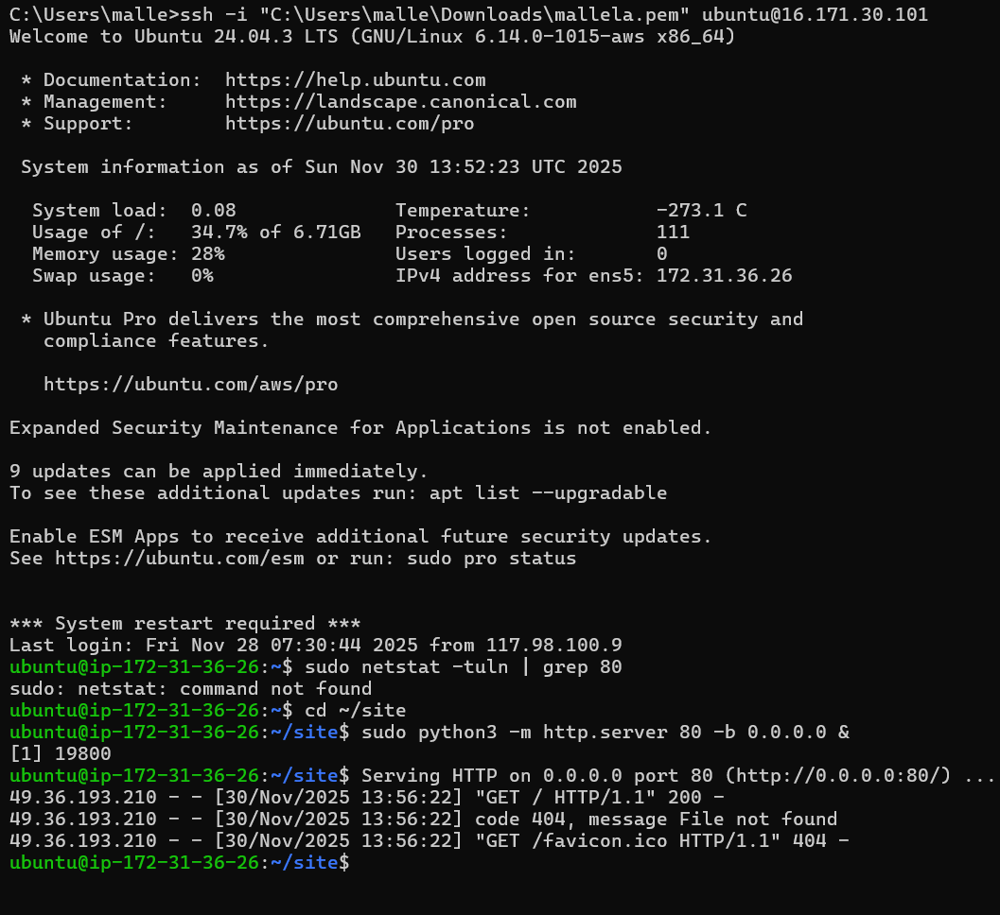 C:\Users\malle>ssh -i "C:\Users\malle\Downloads\mallela.pem" ubuntu@16.171.30.101
Welcome to Ubuntu 24.04.3 LTS (GNU/Linux 6.14.0-1015-aws x86_64)

 * Documentation:  https://help.ubuntu.com
 * Management:     https://landscape.canonical.com
 * Support:        https://ubuntu.com/pro

 System information as of Sun Nov 30 13:52:23 UTC 2025

  System load:  0.08              Temperature:           -273.1 C
  Usage of /:   34.7% of 6.71GB   Processes:             111
  Memory usage: 28%               Users logged in:       0
  Swap usage:   0%                IPv4 address for ens5: 172.31.36.26

 * Ubuntu Pro delivers the most comprehensive open source security and
   compliance features.

   https://ubuntu.com/aws/pro

Expanded Security Maintenance for Applications is not enabled.

9 updates can be applied immediately.
To see these additional updates run: apt list --upgradable

Enable ESM Apps to receive additional future security updates.
See https://ubuntu.com/esm or run: sudo pro status


*** System restart required ***
Last login: Fri Nov 28 07:30:44 2025 from 117.98.100.9
ubuntu@ip-172-31-36-26:~$ sudo netstat -tuln | grep 80
sudo: netstat: command not found
ubuntu@ip-172-31-36-26:~$ cd ~/site
ubuntu@ip-172-31-36-26:~/site$ sudo python3 -m http.server 80 -b 0.0.0.0 &
[1] 19800
ubuntu@ip-172-31-36-26:~/site$ Serving HTTP on 0.0.0.0 port 80 (http://0.0.0.0:80/) ...
49.36.193.210 - - [30/Nov/2025 13:56:22] "GET / HTTP/1.1" 200 -
49.36.193.210 - - [30/Nov/2025 13:56:22] code 404, message File not found
49.36.193.210 - - [30/Nov/2025 13:56:22] "GET /favicon.ico HTTP/1.1" 404 -
ubuntu@ip-172-31-36-26:~/site$